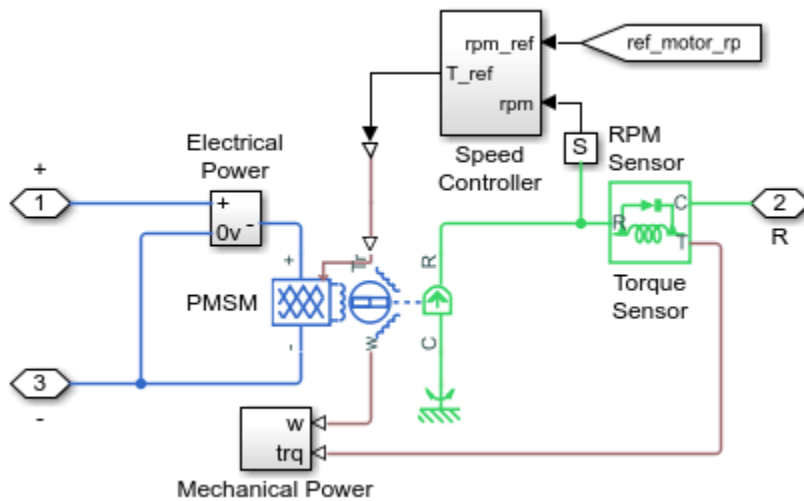 rpm_ref
ref_motor_rp
T_ref
rpm
Electrical
Power
Speed
Controller
S
RPM
Sensor
+
1
+
-
0v
R
C
T
2
R
Torque
Sensor
+
Tr
R
PMSM
-
w
C
3
-
w
trq
Mechanical Power